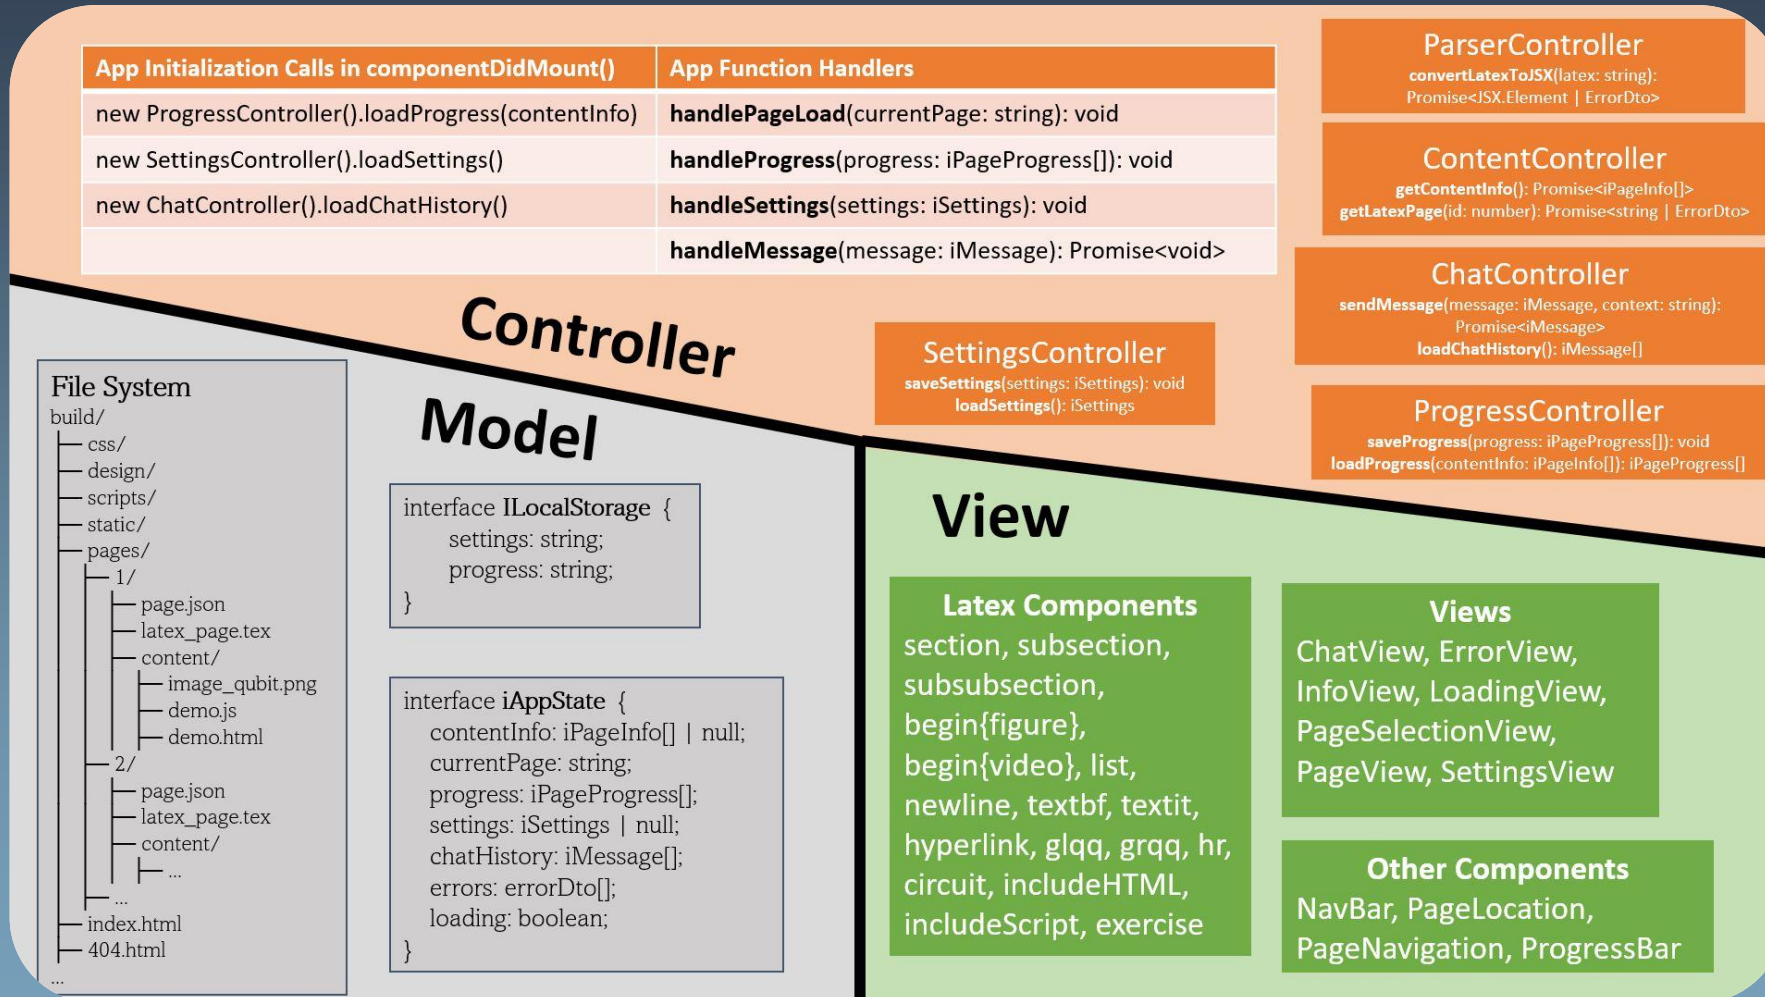 App Initialization Calls in componentDidMount()
App Function Handlers
new ProgressController().loadProgress(contentInfo)
handlePageLoad(currentPage: string): void
new SettingsController().loadSettings()
handleProgress(progress: iPageProgress[]): void
new ChatController().loadChatHistory()
handleSettings(settings: iSettings): void
handleMessage(message: iMessage): Promise<void>
ParserController
convertLatexToJSX(latex: string):
Promise<JSX.Element | ErrorDto>
ContentController
getContentInfo(): Promise<iPageInfo[]>
getLatexPage(id: number): Promise<string | ErrorDto>
ChatController
sendMessage(message: iMessage, context: string):
Promise<iMessage>
loadChatHistory(): iMessage[]
ProgressController
saveProgress(progress: iPageProgress[]): void
loadProgress(contentInfo: iPageInfo[]): iPageProgress[]
Controller
SettingsController
saveSettings(settings: iSettings): void
loadSettings(): iSettings
Model
File System
build/
css/
design/
scripts/
static/
pages/
1/
page.json
latex_page.tex
content/
image_qubit.png
demo.js
demo.html
2/
page.json
latex_page.tex
content/
...
...
index.html
404.html
...
interface ILocalStorage {
settings: string;
progress: string;
}
interface iAppState {
contentInfo: iPageInfo[] | null;
currentPage: string;
progress: iPageProgress[];
settings: iSettings | null;
chatHistory: iMessage[];
errors: errorDto[];
loading: boolean;
}
View
Latex Components
section, subsection,
subsubsection,
begin{figure},
begin{video}, list,
newline, textbf, textit,
hyperlink, glqq, grqq, hr,
circuit, includeHTML,
includeScript, exercise
Views
ChatView, ErrorView,
InfoView, LoadingView,
PageSelectionView,
PageView, SettingsView
Other Components
NavBar, PageLocation,
PageNavigation, ProgressBar